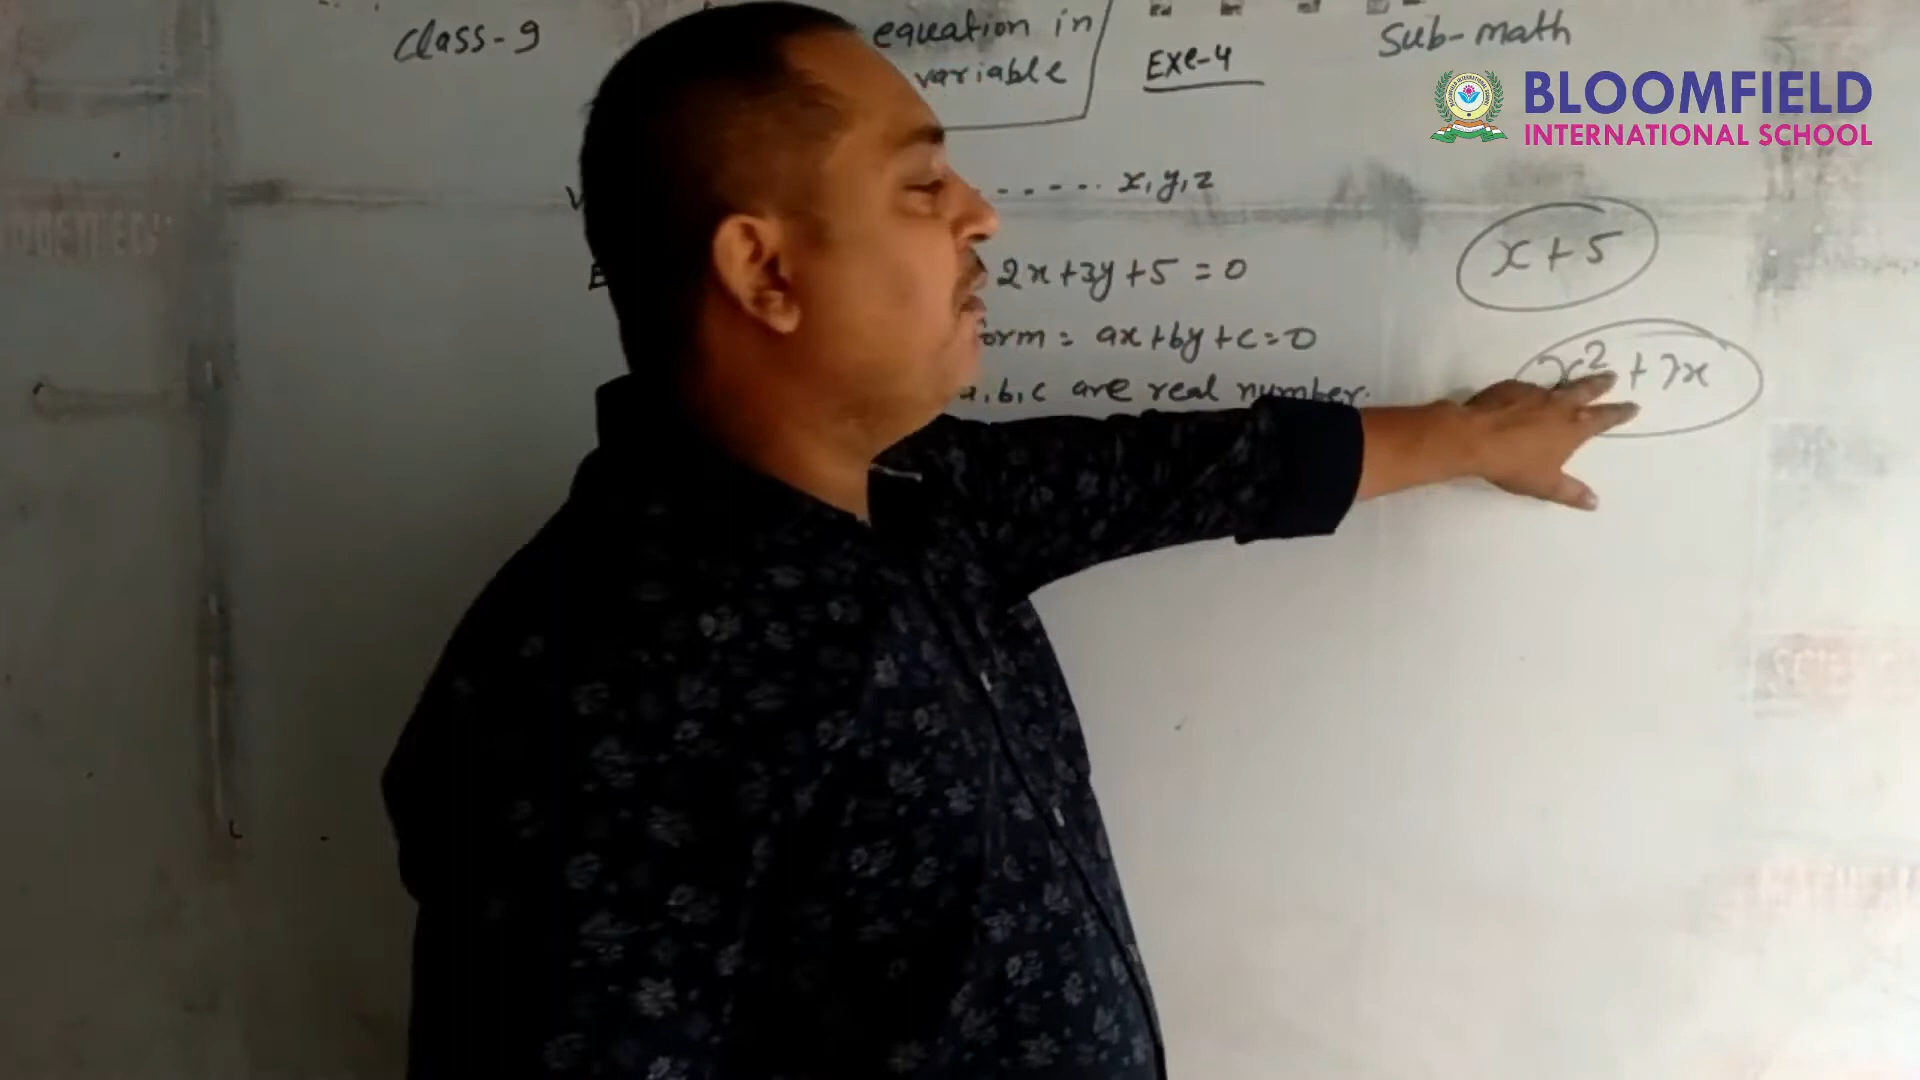 Class-9
equation in
variable
Exe-4
Sub-math
BLOOMFIELD
INTERNATIONAL SCHOOL
----- x,y,z
2x+3y+5=0
orm = ax+by+c=0
a,b,c are real number.
x+5
x²+7x